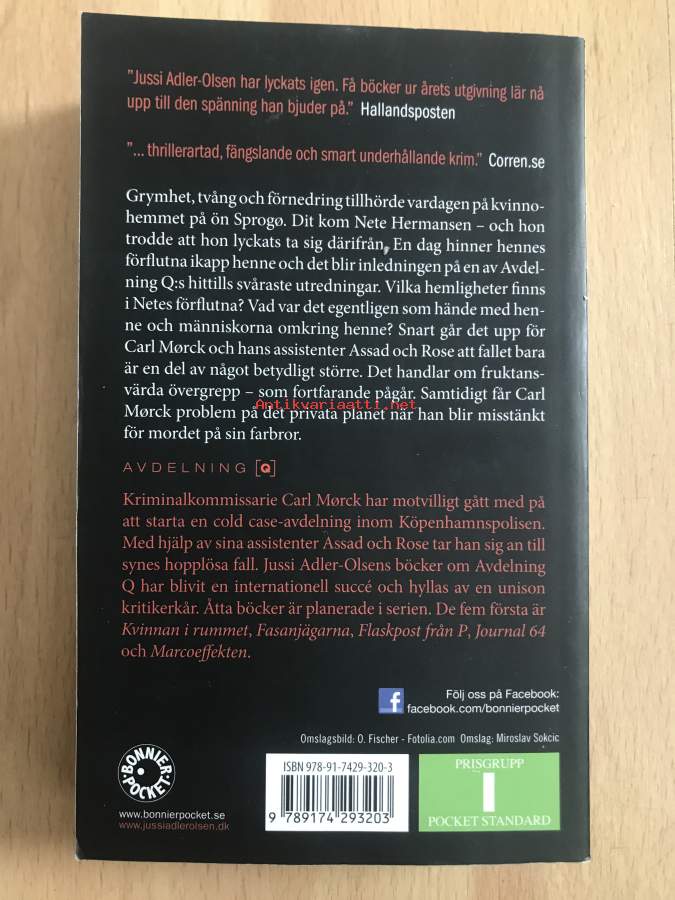 "Jussi Adler-Olsen har lyckats igen. Få böcker ur årets utgivning lär nå
upp till den spänning han bjuder på." Hallandsposten
"... thrillerartad, fängslande och smart underhållande krim." Corren.se
Grymhet, tvång och förnedring tillhörde vardagen på kvinno-
hemmet på ön Sprogø. Dit kom Nete Hermansen – och hon
trodde att hon lyckats ta sig därifrån. En dag hinner hennes
förflutna ikapp henne och det blir inledningen på en av Avdel-
ning Q:s hittills svåraste utredningar. Vilka hemligheter finns
i Netes förflutna? Vad var det egentligen som hände med hen-
ne och människorna omkring henne? Snart går det upp för
Carl Mørck och hans assistenter Assad och Rose att fallet bara
är en del av något betydligt större. Det handlar om fruktans-
värda övergrepp – som fortfarande pågår. Samtidigt får Carl
Antikvariaatti.net
Mørck problem på det privata planet när han blir misstänkt
för mordet på sin farbror.
AVDELNING [Q]
Kriminalkommissarie Carl Mørck har motvilligt gått med på
att starta en cold case-avdelning inom Köpenhamnspolisen.
Med hjälp av sina assistenter Assad och Rose tar han sig an till
synes hopplösa fall. Jussi Adler-Olsens böcker om Avdelning
Q har blivit en internationell succé och hyllas av en unison
kritikerkår. Åtta böcker är planerade i serien. De fem första är
Kvinnan i rummet, Fasanjägarna, Flaskpost från P, Journal 64
och Marcoeffekten.
f
Följ oss på Facebook:
facebook.com/bonnierpocket
Omslagsbild: O. Fischer - Fotolia.com Omslag: Miroslav Sokcic
BONNIER
POCKET
www.bonnierpocket.se
www.jussiadlerolsen.dk
ISBN 978-91-7429-320-3
9 789174 293203
PRISGRUPP
1
POCKET STANDARD